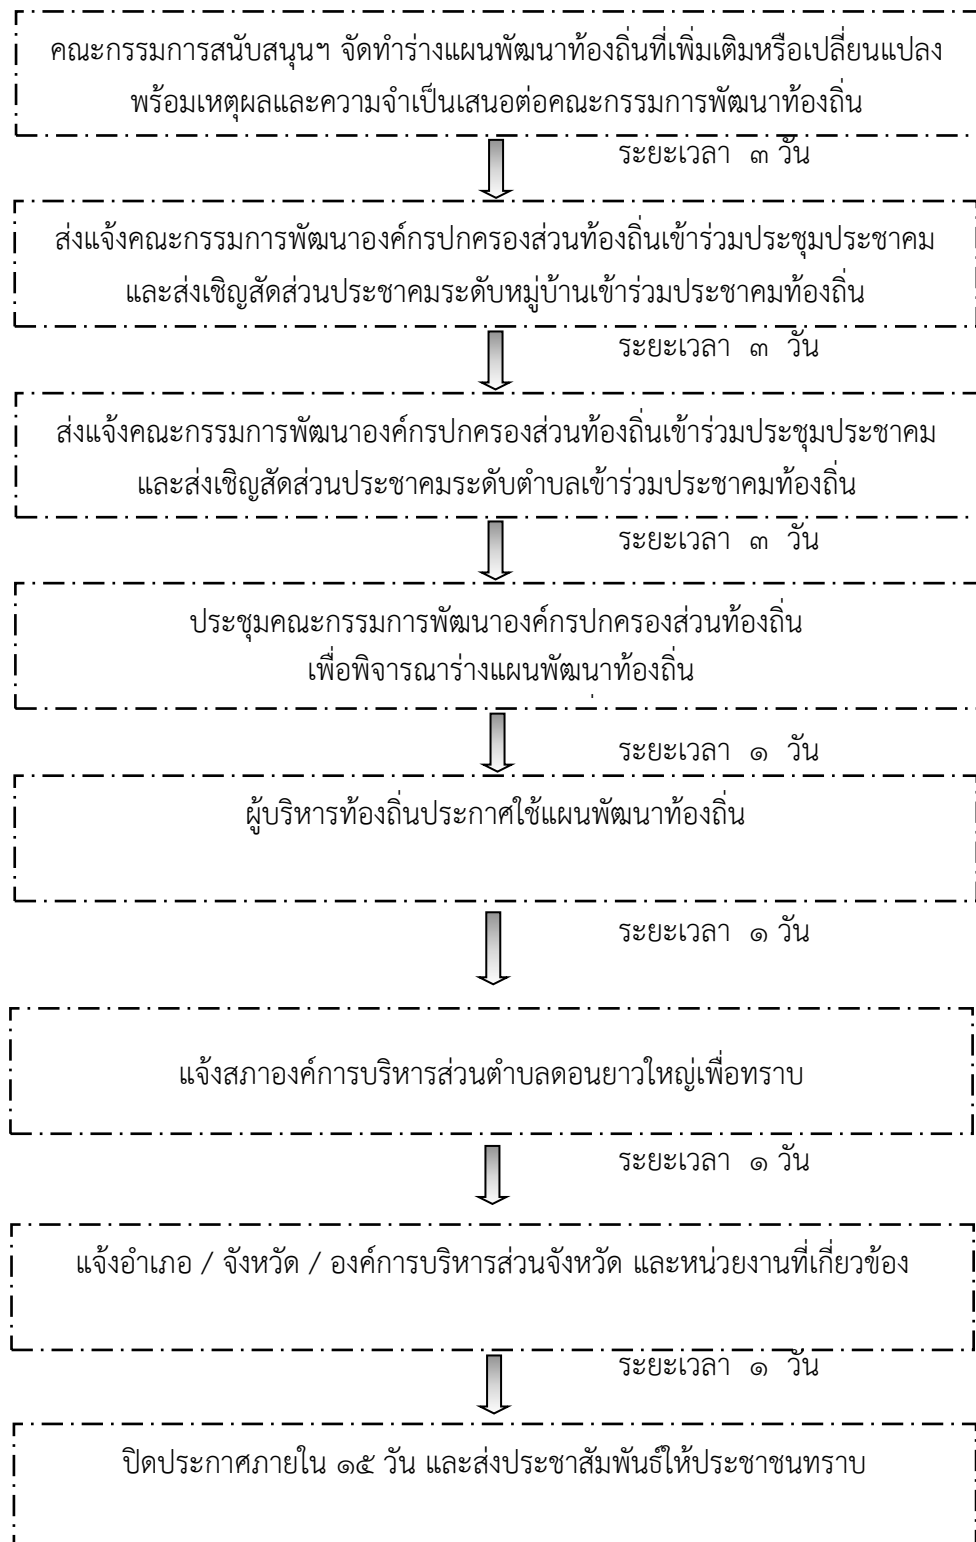 คณะกรรมการสนับสนุนฯ จัดทำร่างแผนพัฒนาท้องถิ่นที่เพิ่มเติมหรือเปลี่ยนแปลง
พร้อมเหตุผลและความจำเป็นเสนอต่อคณะกรรมการพัฒนาท้องถิ่น
ระยะเวลา ๓ วัน
ส่งแจ้งคณะกรรมการพัฒนาองค์กรปกครองส่วนท้องถิ่นเข้าร่วมประชุมประชาคม
และส่งเชิญสัดส่วนประชาคมระดับหมู่บ้านเข้าร่วมประชาคมท้องถิ่น
ระยะเวลา ๓ วัน
ส่งแจ้งคณะกรรมการพัฒนาองค์กรปกครองส่วนท้องถิ่นเข้าร่วมประชุมประชาคม
และส่งเชิญสัดส่วนประชาคมระดับตำบลเข้าร่วมประชาคมท้องถิ่น
ระยะเวลา ๓ วัน
ประชุมคณะกรรมการพัฒนาองค์กรปกครองส่วนท้องถิ่น
เพื่อพิจารณาร่างแผนพัฒนาท้องถิ่น
ระยะเวลา ๑ วัน
ผู้บริหารท้องถิ่นประกาศใช้แผนพัฒนาท้องถิ่น
ระยะเวลา ๑ วัน
แจ้งสภาองค์การบริหารส่วนตำบลดอนยาวใหญ่เพื่อทราบ
ระยะเวลา ๑ วัน
แจ้งอำเภอ / จังหวัด / องค์การบริหารส่วนจังหวัด และหน่วยงานที่เกี่ยวข้อง
ระยะเวลา ๑ วัน
ปิดประกาศภายใน ๑๕ วัน และส่งประชาสัมพันธ์ให้ประชาชนทราบ